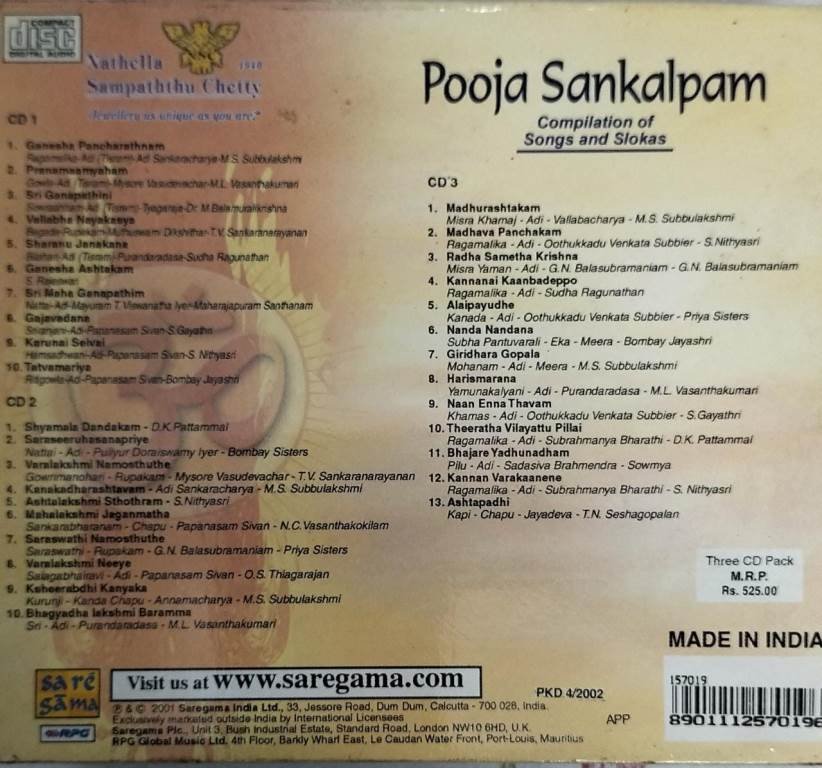 COMPACT
disc
DIGITAL AUDIO
Nathella
1940
Sampaththu Chetty
Jewellery as unique as you are."
Pooja Sankalpam
Compilation of
Songs and Slokas
CD 1
1. Ganesha Pancharathnam
Ragamalika-Adi (Tisram)-Adi Sankaracharya-M.S. Subbulakshmi
2. Pranamaamyaham
Gowla-Adi (Tisram)-Mysore Vasudevachar-M.L. Vasanthakumari
3. Sri Ganapathini
Sowrashtram-Adi (Tisram)-Tyagaraja-Dr. M.Balamuralikrishna
4. Vallabha Nayakasya
Begada-Rupakam-Muthuswami Dikshithar-T.V. Sankaranarayanan
5. Sharanu Janakana
Bilahari-Adi (Tisram)-Purandaradasa-Sudha Ragunathan
6. Ganesha Ashtakam
S. Rajeswari
7. Sri Maha Ganapathim
Nattai-Adi-Mayuram T. Viswanatha Iyer-Maharajapuram Santhanam
8. Gajavadana
Sriranjani-Adi-Papanasam Sivan-S.Gayathri
9. Karunai Seivai
Hamsadhwani-Adi-Papanasam Sivan-S. Nithyasri
10. Tatvamariya
Ritigowla-Adi-Papanasam Sivan-Bombay Jayashri
CD 2
1. Shyamala Dandakam - D.K.Pattammal
2. Saraseeruhasanapriye
Nattai - Adi - Puliyur Doraiswamy Iyer - Bombay Sisters
3. Varalakshmi Namosthuthe
Gowrimanohari - Rupakam - Mysore Vasudevachar - T.V. Sankaranarayanan
4. Kanakadharashtavam - Adi Sankaracharya - M.S. Subbulakshmi
5. Ashtalakshmi Sthothram - S.Nithyasri
6. Mahalakshmi Jaganmatha
Sankarabharanam - Chapu - Papanasam Sivan - N.C.Vasanthakokilam
7. Saraswathi Namosthuthe
Saraswathi - Rupakam - G.N. Balasubramaniam - Priya Sisters
8. Varalakshmi Neeye
Salagabhairavi - Adi - Papanasam Sivan - O.S. Thiagarajan
9. Ksheerabdhi Kanyaka
Kurunji - Kanda Chapu - Annamacharya - M.S. Subbulakshmi
10. Bhagyadha lakshmi Baramma
Sri - Adi - Purandaradasa - M.L. Vasanthakumari
CD 3
1. Madhurashtakam
Misra Khamaj - Adi - Vallabacharya - M.S. Subbulakshmi
2. Madhava Panchakam
Ragamalika - Adi - Oothukkadu Venkata Subbier - S.Nithyasri
3. Radha Sametha Krishna
Misra Yaman - Adi - G.N. Balasubramaniam - G.N. Balasubramaniam
4. Kannanai Kaanbadeppo
Ragamalika - Adi - Sudha Ragunathan
5. Alaipayudhe
Kanada - Adi - Oothukkadu Venkata Subbier - Priya Sisters
6. Nanda Nandana
Subha Pantuvarali - Eka - Meera - Bombay Jayashri
7. Giridhara Gopala
Mohanam - Adi - Meera - M.S. Subbulakshmi
8. Harismarana
Yamunakalyani - Adi - Purandaradasa - M.L. Vasanthakumari
9. Naan Enna Thavam
Khamas - Adi - Oothukkadu Venkata Subbier - S.Gayathri
10. Theeratha Vilayattu Pillai
Ragamalika - Adi - Subrahmanya Bharathi - D.K. Pattammal
11. Bhajare Yadhunadham
Pilu - Adi - Sadasiva Brahmendra - Sowmya
12. Kannan Varakaanene
Ragamalika - Adi - Subrahmanya Bharathi - S. Nithyasri
13. Ashtapadhi
Kapi - Chapu - Jayadeva - T.N. Seshagopalan
Three CD Pack
M.R.P.
Rs. 525.00
MADE IN INDIA
157019
8901112570196
sa re
ga ma
RPG
Visit us at www.saregama.com
PKD 4/2002
APP
℗ & © 2001 Saregama India Ltd., 33, Jessore Road, Dum Dum, Calcutta - 700 028, India.
Exclusively marketed outside India by International Licensees
Saregama Plc., Unit 3, Bush Industrial Estate, Standard Road, London NW10 6HD, U.K.
RPG Global Music Ltd. 4th Floor, Barkly Wharf East, Le Caudan Water Front, Port-Louis, Mauritius